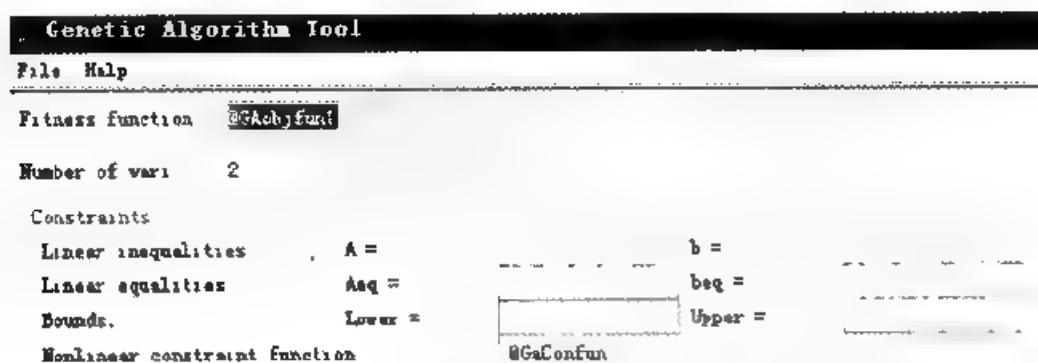 Genetic Algorithm Tool
File Help
Fitness function @GAobjfun1
Number of vari 2
Constraints
Linear inequalities A = b =
Linear equalities Aeq = beq =
Bounds. Lower = Upper =
Nonlinear constraint function @GaConfun